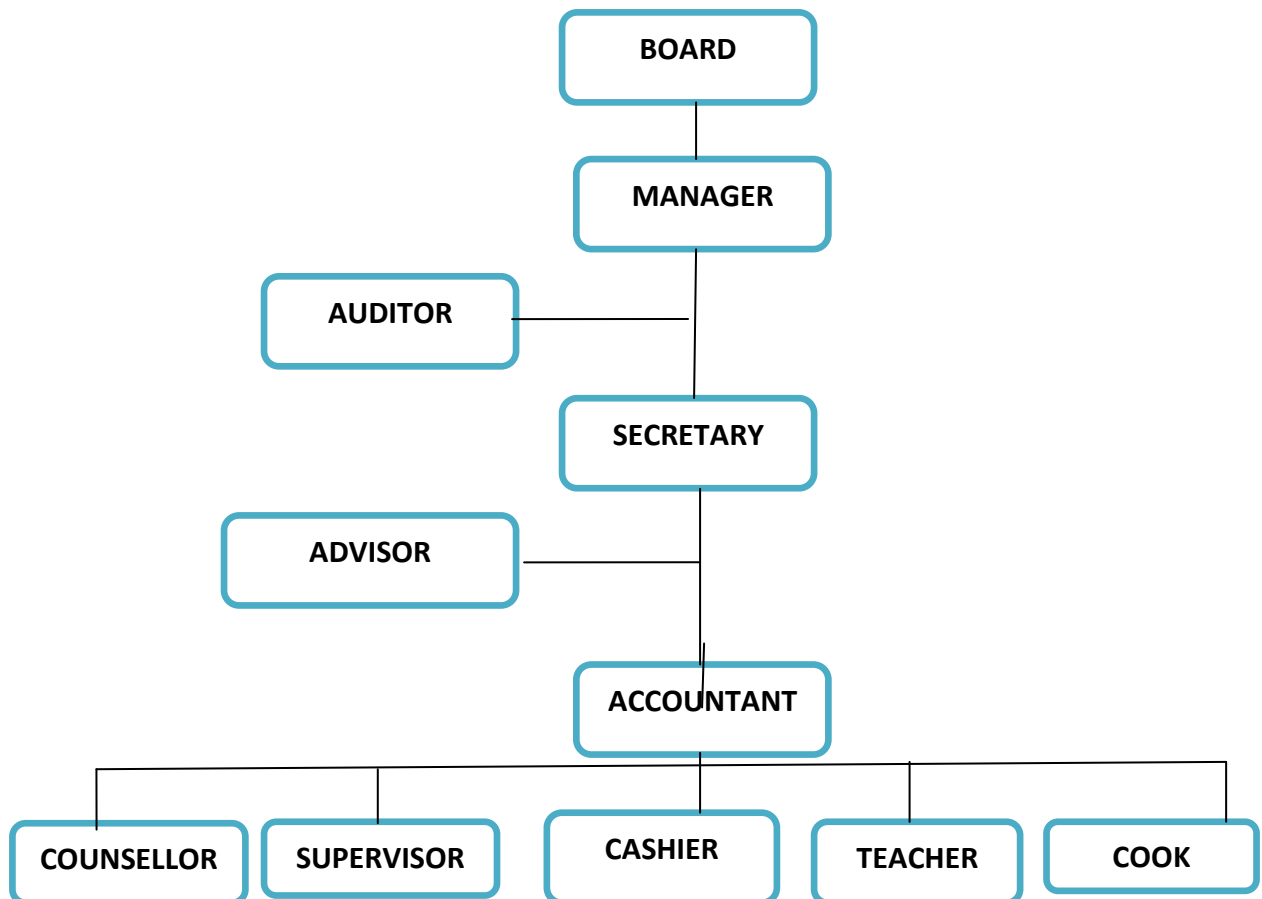 BOARD
MANAGER
AUDITOR
SECRETARY
ADVISOR
ACCOUNTANT
COUNSELLOR
SUPERVISOR
CASHIER
TEACHER
COOK